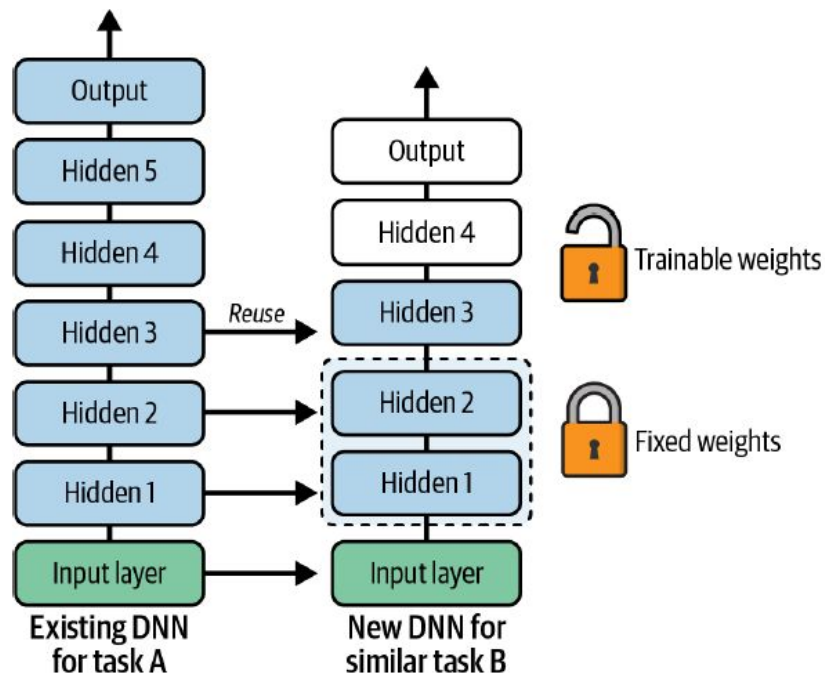 Output
Hidden 5
Hidden 4
Hidden 3
Hidden 2
Hidden 1
Input layer
Existing DNN
for task A
Reuse
Output
Hidden 4
Hidden 3
Hidden 2
Hidden 1
Input layer
New DNN for
similar task B
Trainable weights
Fixed weights